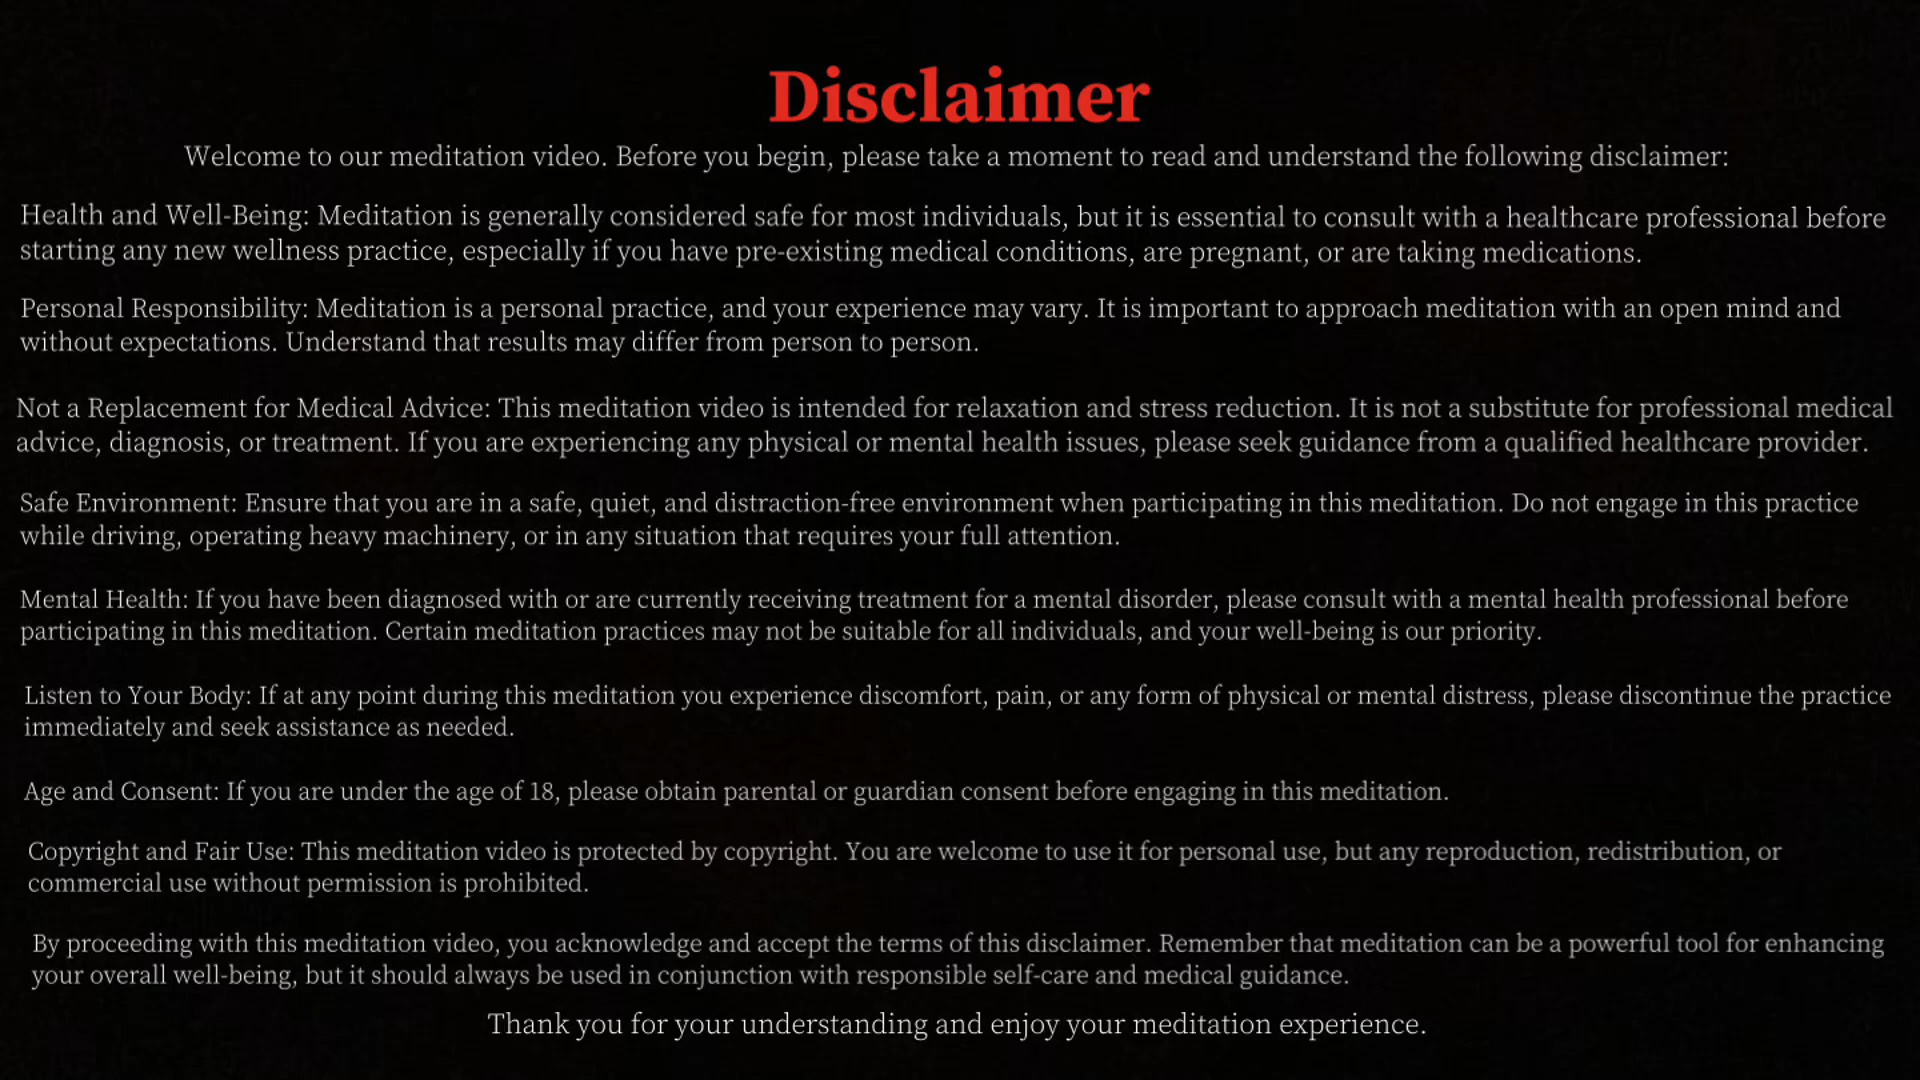 Disclaimer
Welcome to our meditation video. Before you begin, please take a moment to read and understand the following disclaimer:
Health and Well-Being: Meditation is generally considered safe for most individuals, but it is essential to consult with a healthcare professional before
starting any new wellness practice, especially if you have pre-existing medical conditions, are pregnant, or are taking medications.
Personal Responsibility: Meditation is a personal practice, and your experience may vary. It is important to approach meditation with an open mind and
without expectations. Understand that results may differ from person to person.
Not a Replacement for Medical Advice: This meditation video is intended for relaxation and stress reduction. It is not a substitute for professional medical
advice, diagnosis, or treatment. If you are experiencing any physical or mental health issues, please seek guidance from a qualified healthcare provider.
Safe Environment: Ensure that you are in a safe, quiet, and distraction-free environment when participating in this meditation. Do not engage in this practice
while driving, operating heavy machinery, or in any situation that requires your full attention.
Mental Health: If you have been diagnosed with or are currently receiving treatment for a mental disorder, please consult with a mental health professional before
participating in this meditation. Certain meditation practices may not be suitable for all individuals, and your well-being is our priority.
Listen to Your Body: If at any point during this meditation you experience discomfort, pain, or any form of physical or mental distress, please discontinue the practice
immediately and seek assistance as needed.
Age and Consent: If you are under the age of 18, please obtain parental or guardian consent before engaging in this meditation.
Copyright and Fair Use: This meditation video is protected by copyright. You are welcome to use it for personal use, but any reproduction, redistribution, or
commercial use without permission is prohibited.
By proceeding with this meditation video, you acknowledge and accept the terms of this disclaimer. Remember that meditation can be a powerful tool for enhancing
your overall well-being, but it should always be used in conjunction with responsible self-care and medical guidance.
Thank you for your understanding and enjoy your meditation experience.